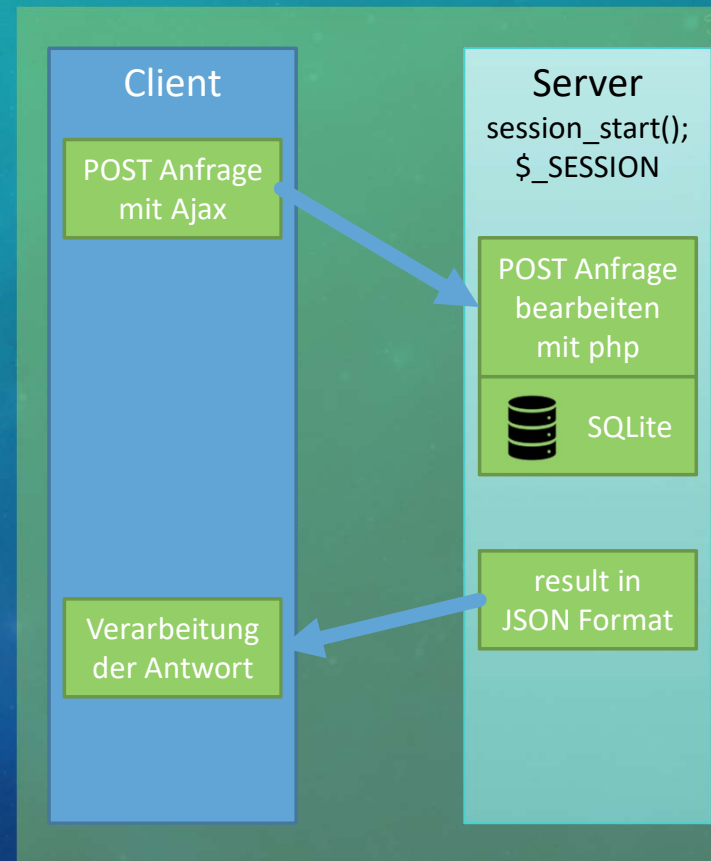 Client
POST Anfrage
mit Ajax
Verarbeitung
der Antwort
Server
session_start();
$_SESSION
POST Anfrage
bearbeiten
mit php
SQLite
result in
JSON Format